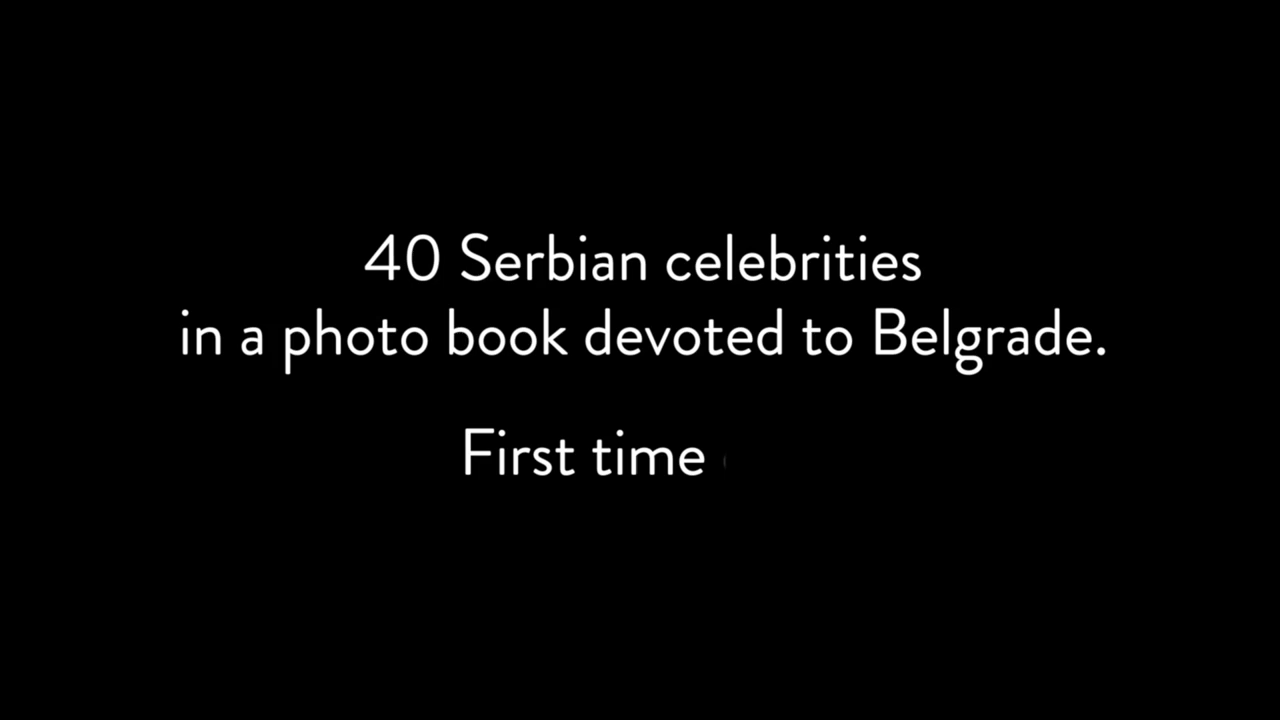 40 Serbian celebrities
in a photo book devoted to Belgrade.
First time